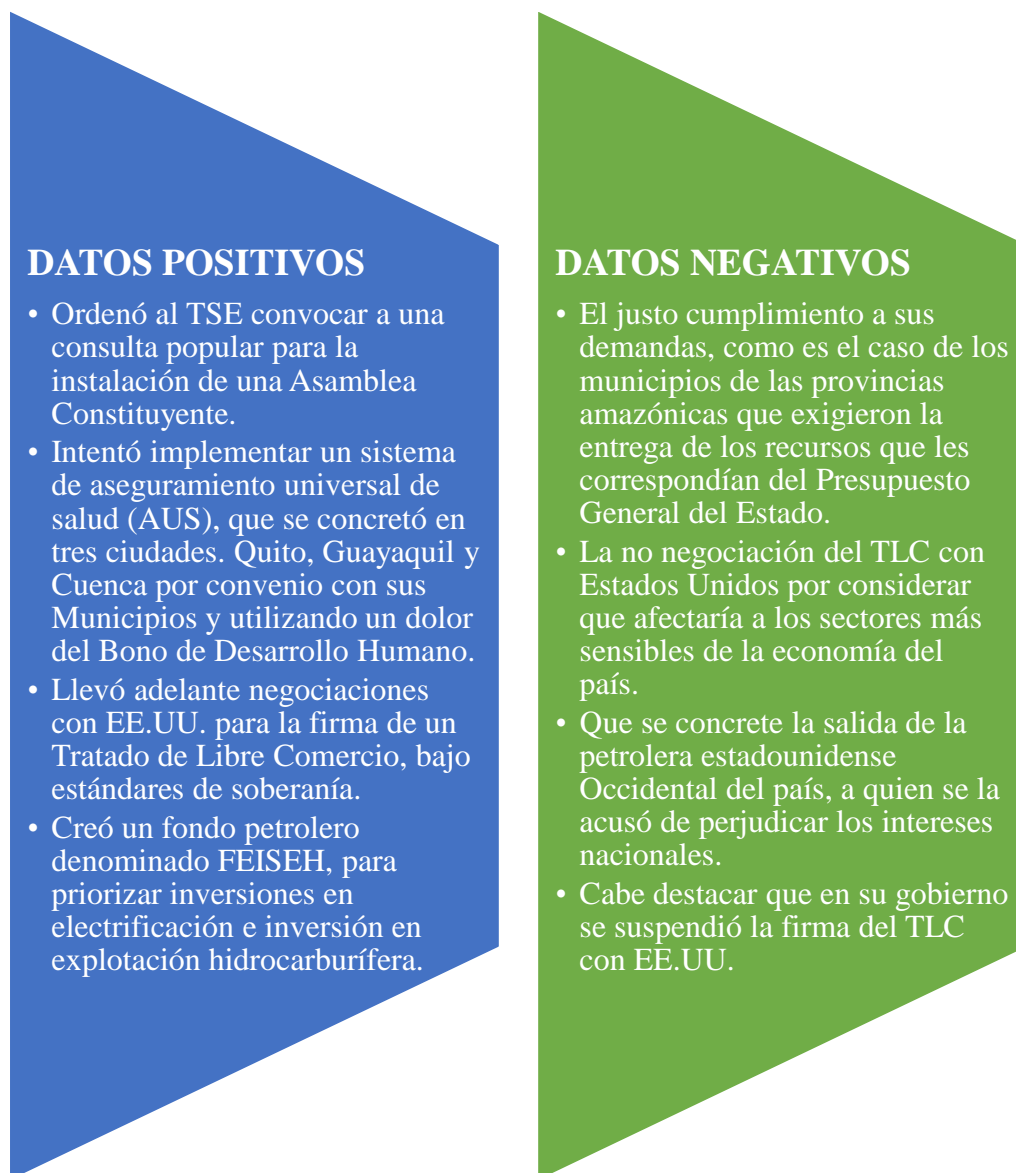 DATOS POSITIVOS
• Ordenó al TSE convocar a una
consulta popular para la
instalación de una Asamblea
Constituyente.
• Intentó implementar un sistema
de aseguramiento universal de
salud (AUS), que se concretó en
tres ciudades. Quito, Guayaquil y
Cuenca por convenio con sus
Municipios y utilizando un dolor
del Bono de Desarrollo Humano.
• Llevó adelante negociaciones
con EE.UU. para la firma de un
Tratado de Libre Comercio, bajo
estándares de soberanía.
• Creó un fondo petrolero
denominado FEISEH, para
priorizar inversiones en
electrificación e inversión en
explotación hidrocarburífera.
DATOS NEGATIVOS
• El justo cumplimiento a sus
demandas, como es el caso de los
municipios de las provincias
amazónicas que exigieron la
entrega de los recursos que les
correspondían del Presupuesto
General del Estado.
• La no negociación del TLC con
Estados Unidos por considerar
que afectaría a los sectores más
sensibles de la economía del
país.
• Que se concrete la salida de la
petrolera estadounidense
Occidental del país, a quien se la
acusó de perjudicar los intereses
nacionales.
• Cabe destacar que en su gobierno
se suspendió la firma del TLC
con EE.UU.